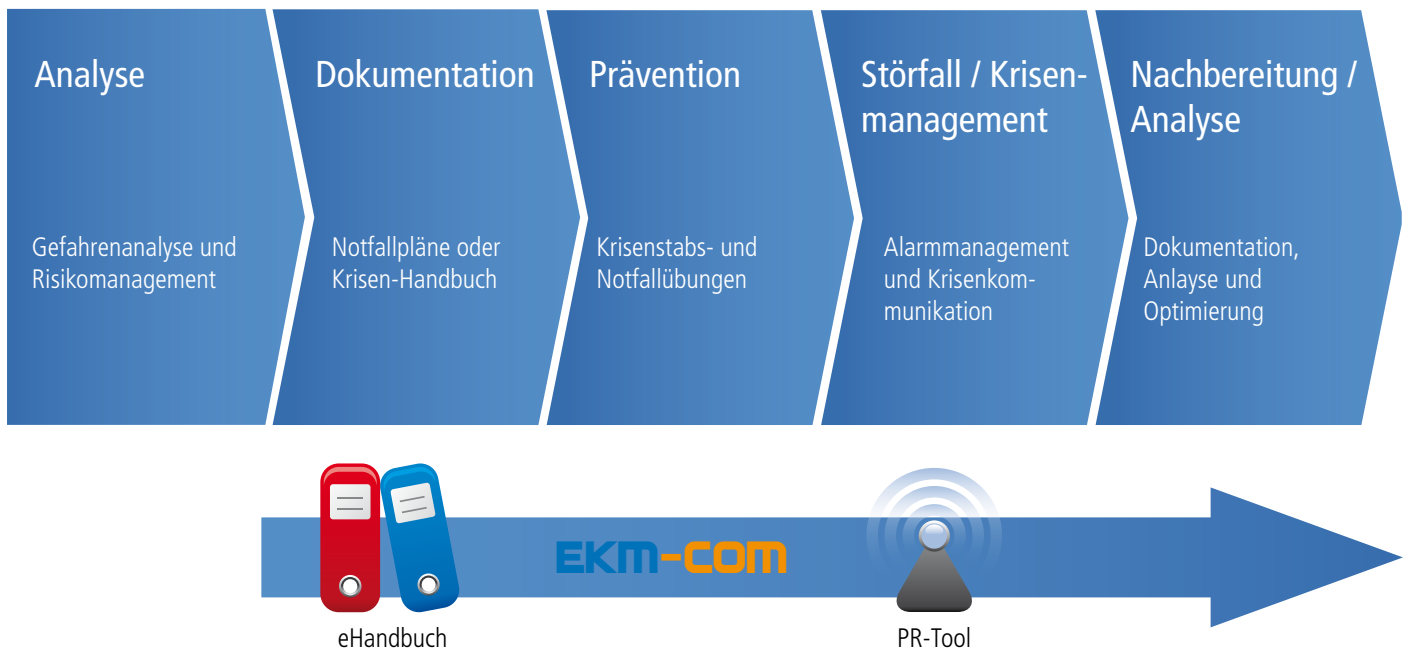 Analyse
Gefahrenanalyse und
Risikomanagement
Dokumentation
Notfallpläne oder
Krisen-Handbuch
Prävention
Krisenstabs- und
Notfallübungen
Störfall / Krisen-
management
Alarmmanagement
und Krisenkom-
munikation
Nachbereitung /
Analyse
Dokumentation,
Anlayse und
Optimierung
EKM-COM
eHandbuch
PR-Tool